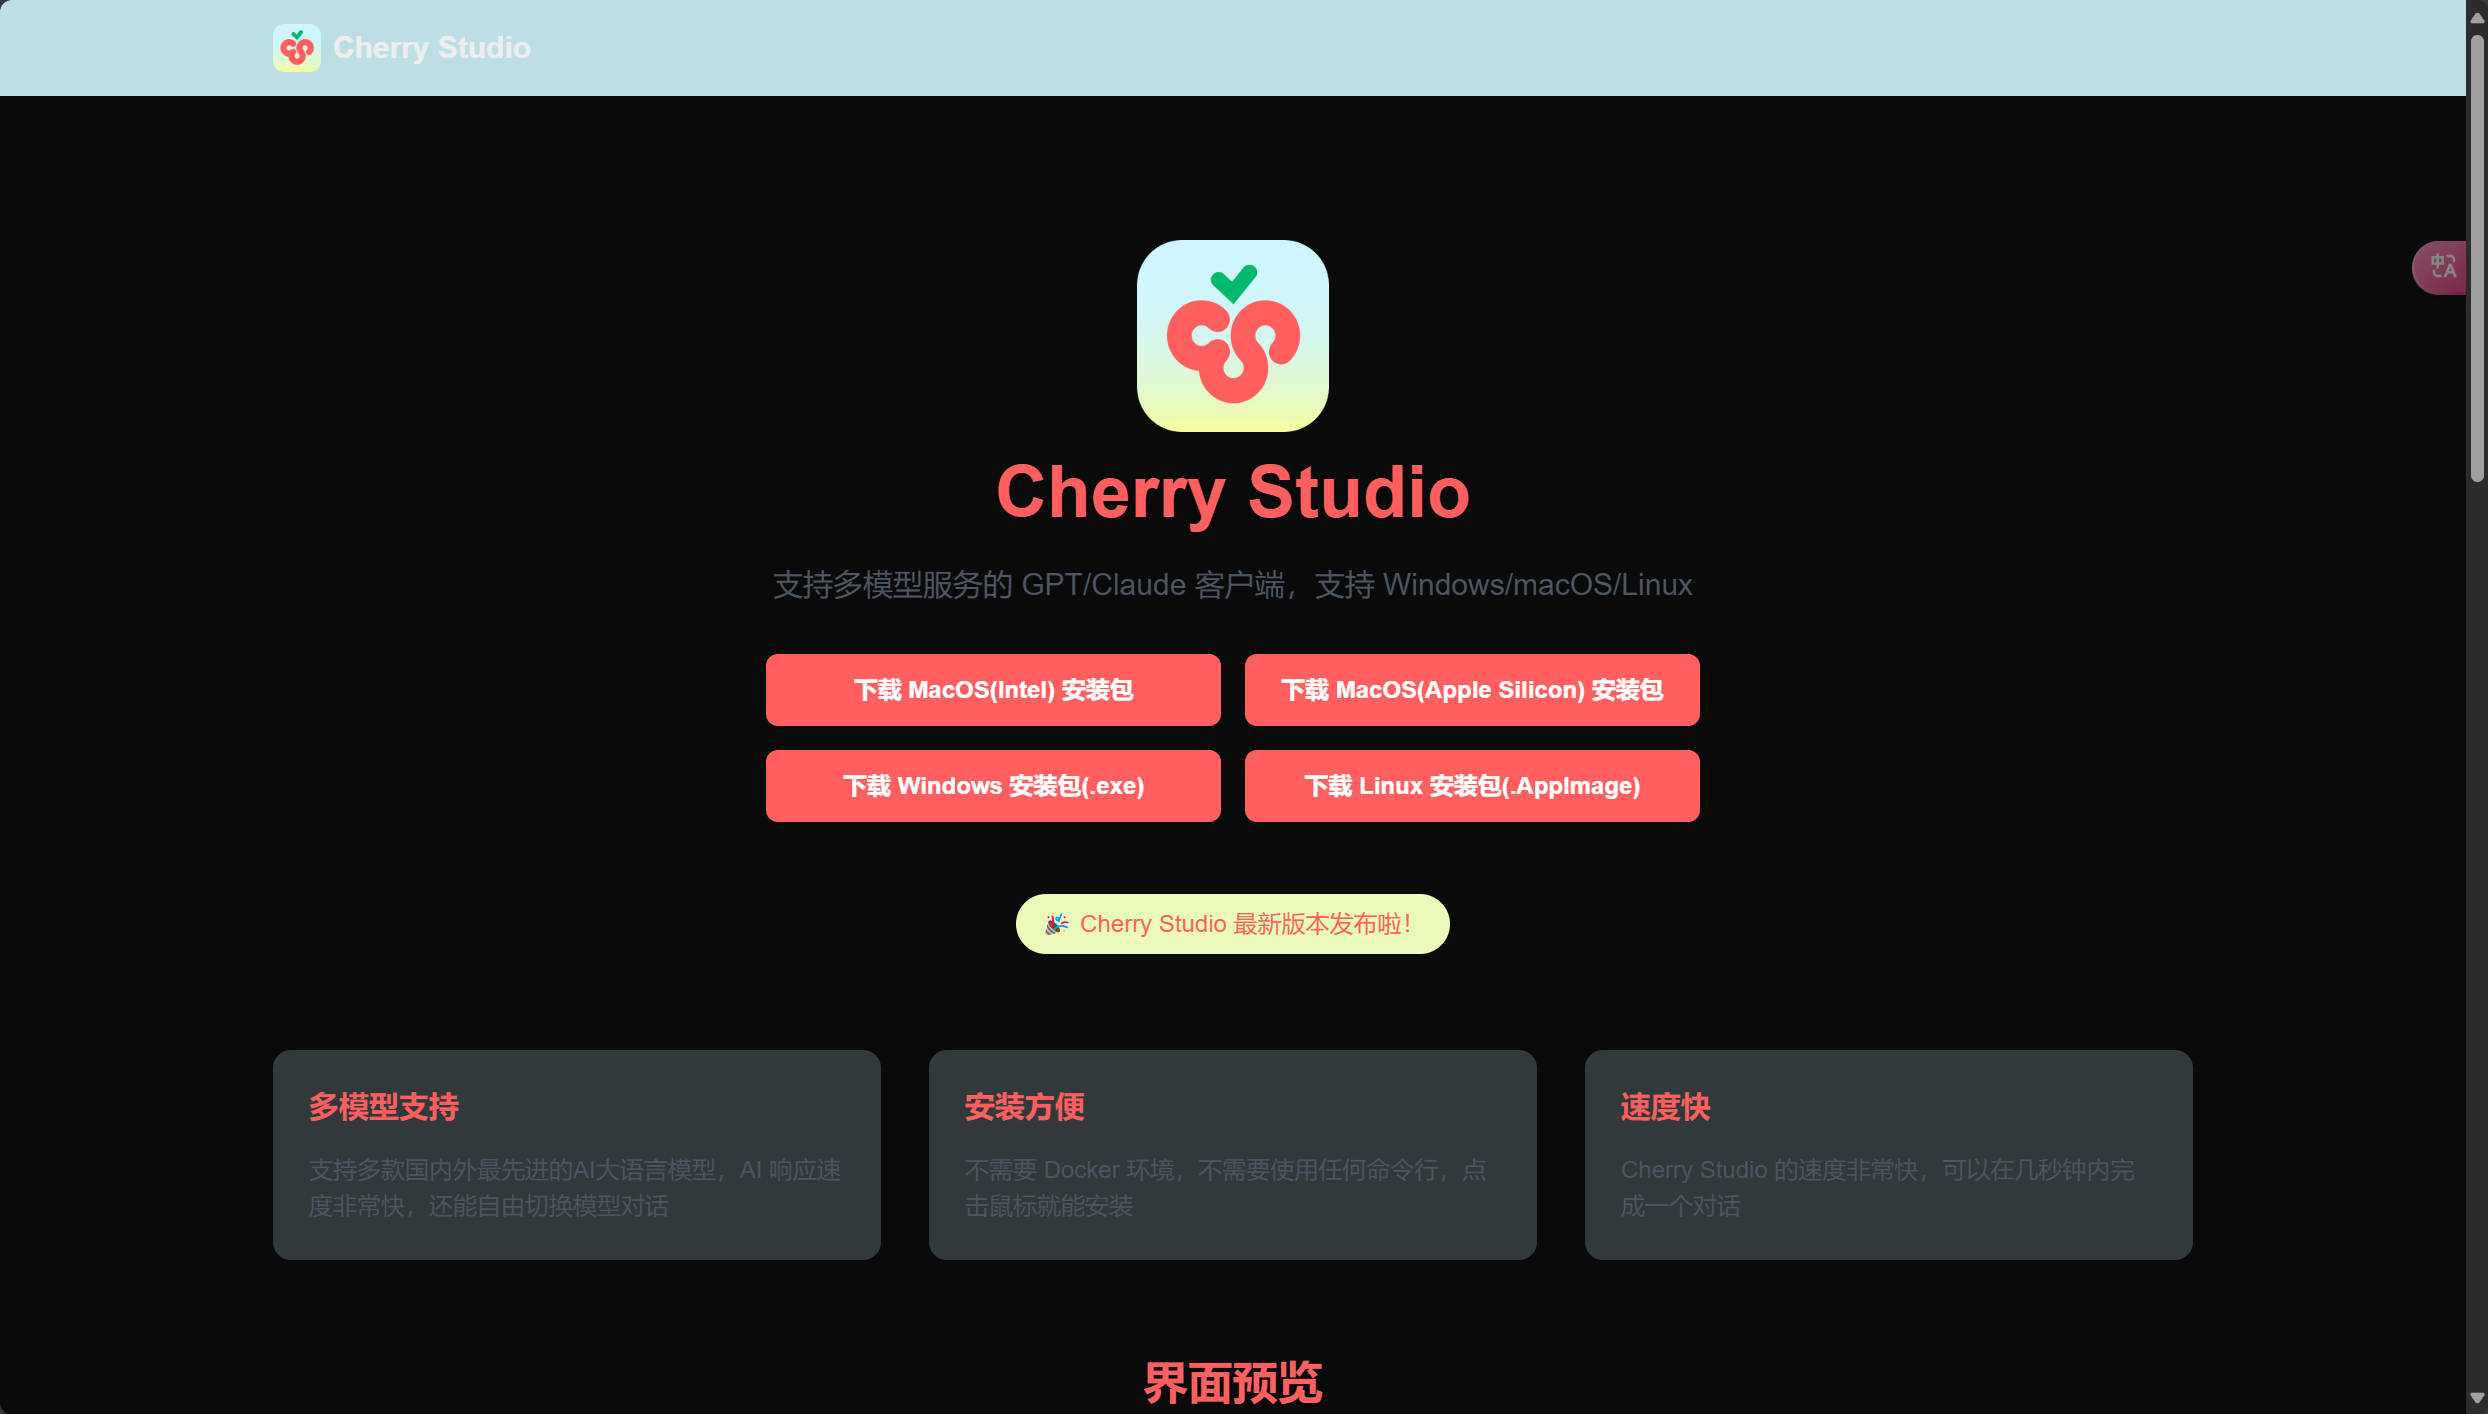 Cherry Studio
Cherry Studio
支持多模型服务的 GPT/Claude 客户端，支持 Windows/macOS/Linux
下载 MacOS(Intel) 安装包
下载 MacOS(Apple Silicon) 安装包
下载 Windows 安装包(.exe)
下载 Linux 安装包(.AppImage)
🎉 Cherry Studio 最新版本发布啦！
多模型支持
支持多款国内外最先进的AI大语言模型，AI 响应速
度非常快，还能自由切换模型对话
安装方便
不需要 Docker 环境，不需要使用任何命令行，点
击鼠标就能安装
速度快
Cherry Studio 的速度非常快，可以在几秒钟内完
成一个对话
界面预览